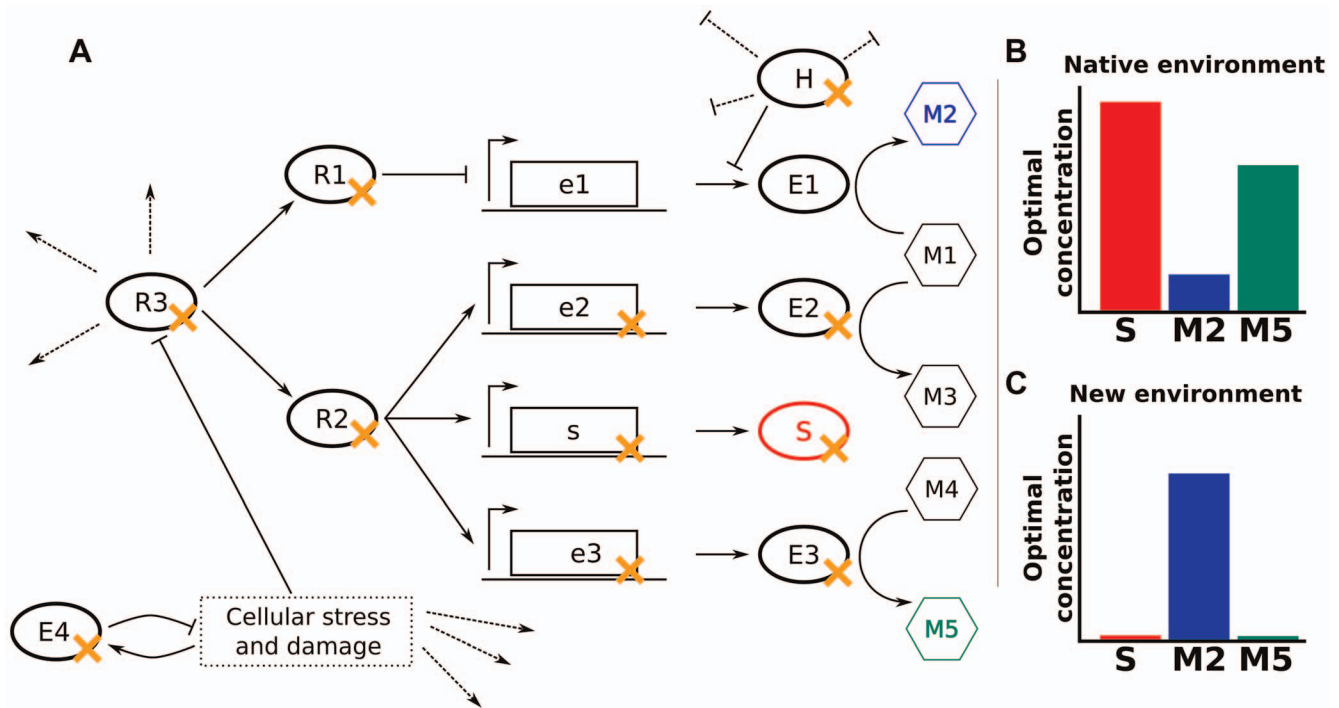 A
H
M2
B
Native environment
Optimal
concentration
S M2 M5
R1
e1
E1
M1
R3
e2
E2
M3
C
New environment
Optimal
concentration
S M2 M5
R2
s
S
M4
e3
E3
M5
E4
Cellular stress
and damage